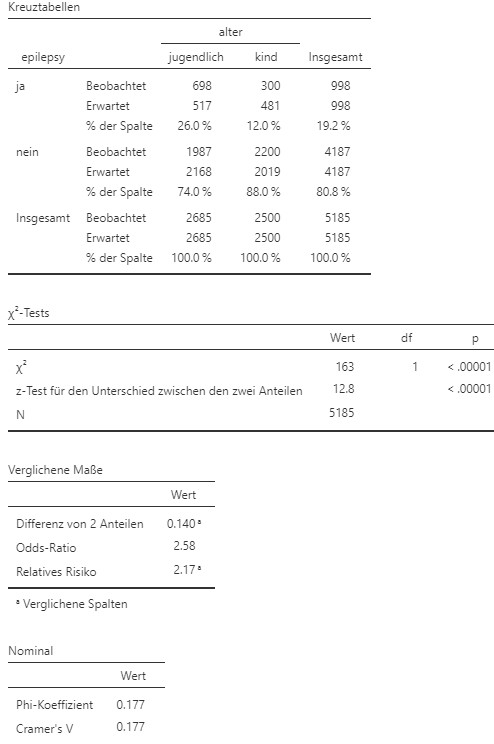 Kreuztabellen
alter
epilepsy jugendlich kind Insgesamt
ja Beobachtet 698 300 998
Erwartet 517 481 998
% der Spalte 26.0 % 12.0 % 19.2 %
nein Beobachtet 1987 2200 4187
Erwartet 2168 2019 4187
% der Spalte 74.0 % 88.0 % 80.8 %
Insgesamt Beobachtet 2685 2500 5185
Erwartet 2685 2500 5185
% der Spalte 100.0 % 100.0 % 100.0 %
χ²-Tests
Wert df p
χ² 163 1 < .00001
z-Test für den Unterschied zwischen den zwei Anteilen 12.8 < .00001
N 5185
Verglichene Maße
Wert
Differenz von 2 Anteilen 0.140 ᵃ
Odds-Ratio 2.58
Relatives Risiko 2.17 ᵃ
ᵃ Verglichene Spalten
Nominal
Wert
Phi-Koeffizient 0.177
Cramer's V 0.177